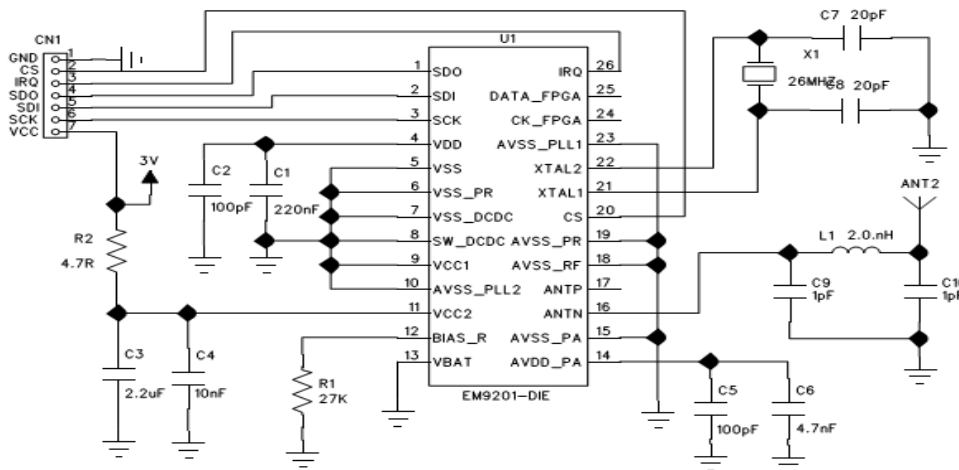 CN1
GND 1
CS 2
IRQ 3
SDO 4
SDI 5
SCK 6
VCC 7
3V
R2
4.7R
C3
2.2uF
C4
10nF
C2
100pF
C1
220nF
R1
27K
U1
1 SDO
2 SDI
3 SCK
4 VDD
5 VSS
6 VSS_PR
7 VSS_DCDC
8 SW_DCDC
9 VCC1
10 AVSS_PLL2
11 VCC2
12 BIAS_R
13 VBAT
IRQ 26
DATA_FPGA 25
CK_FPGA 24
AVSS_PLL1 23
XTAL2 22
XTAL1 21
CS 20
AVSS_PR 19
AVSS_RF 18
ANTP 17
ANTN 16
AVSS_PA 15
AVDD_PA 14
EM9201-DIE
C7 20pF
X1
26MHZ
C8 20pF
ANT2
L1 2.0.nH
C9
1pF
1pF
C5
100pF
C6
4.7nF